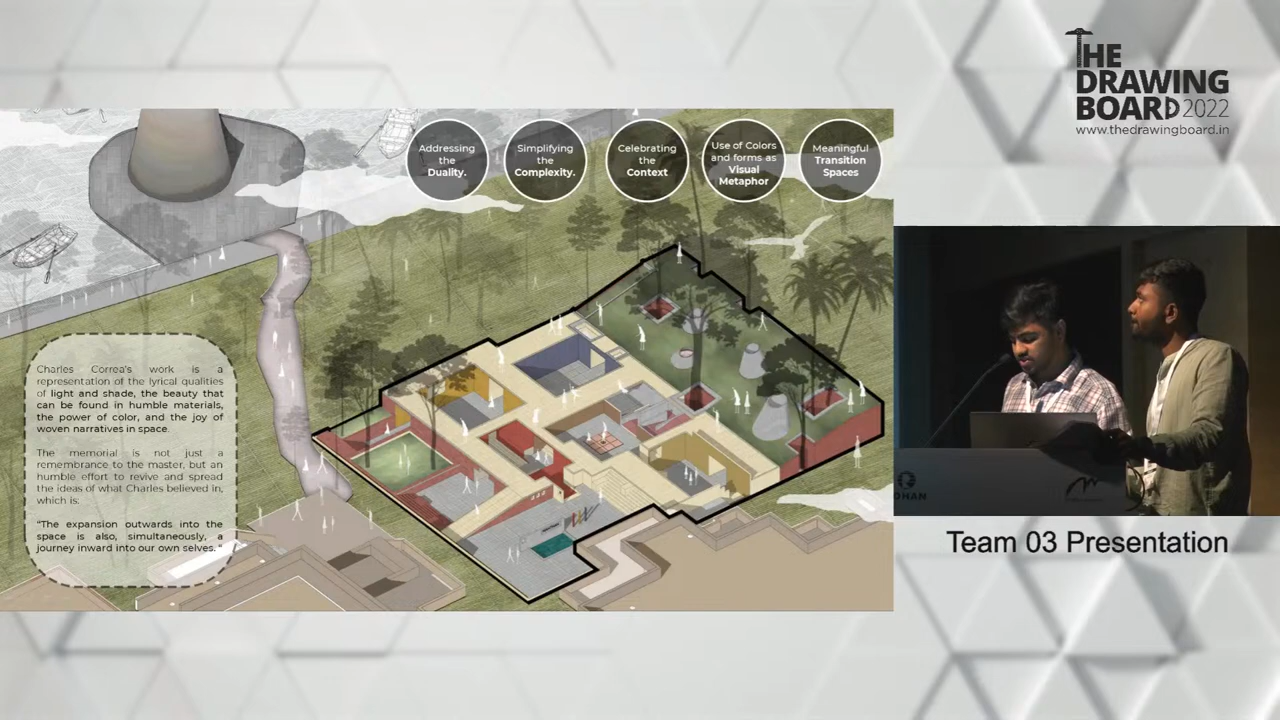 THE
DRAWING
BOARD 2022
www.thedrawingboard.in
Addressing
the
Duality.
Simplifying
the
Complexity.
Celebrating
the
Context
Use of Colors
and forms as
Visual
Metaphor
Meaningful
Transition
Spaces
Charles Correa's work is a
representation of the lyrical qualities
of light and shade, the beauty that
can be found in humble materials,
the power of color, and the joy of
woven narratives in space.
The memorial is not just a
remembrance to the master, but an
humble effort to revive and spread
the ideas of what Charles believed in,
which is:
"The expansion outwards into the
space is also, simultaneously, a
journey inward into our own selves. "
DHAN
Team 03 Presentation